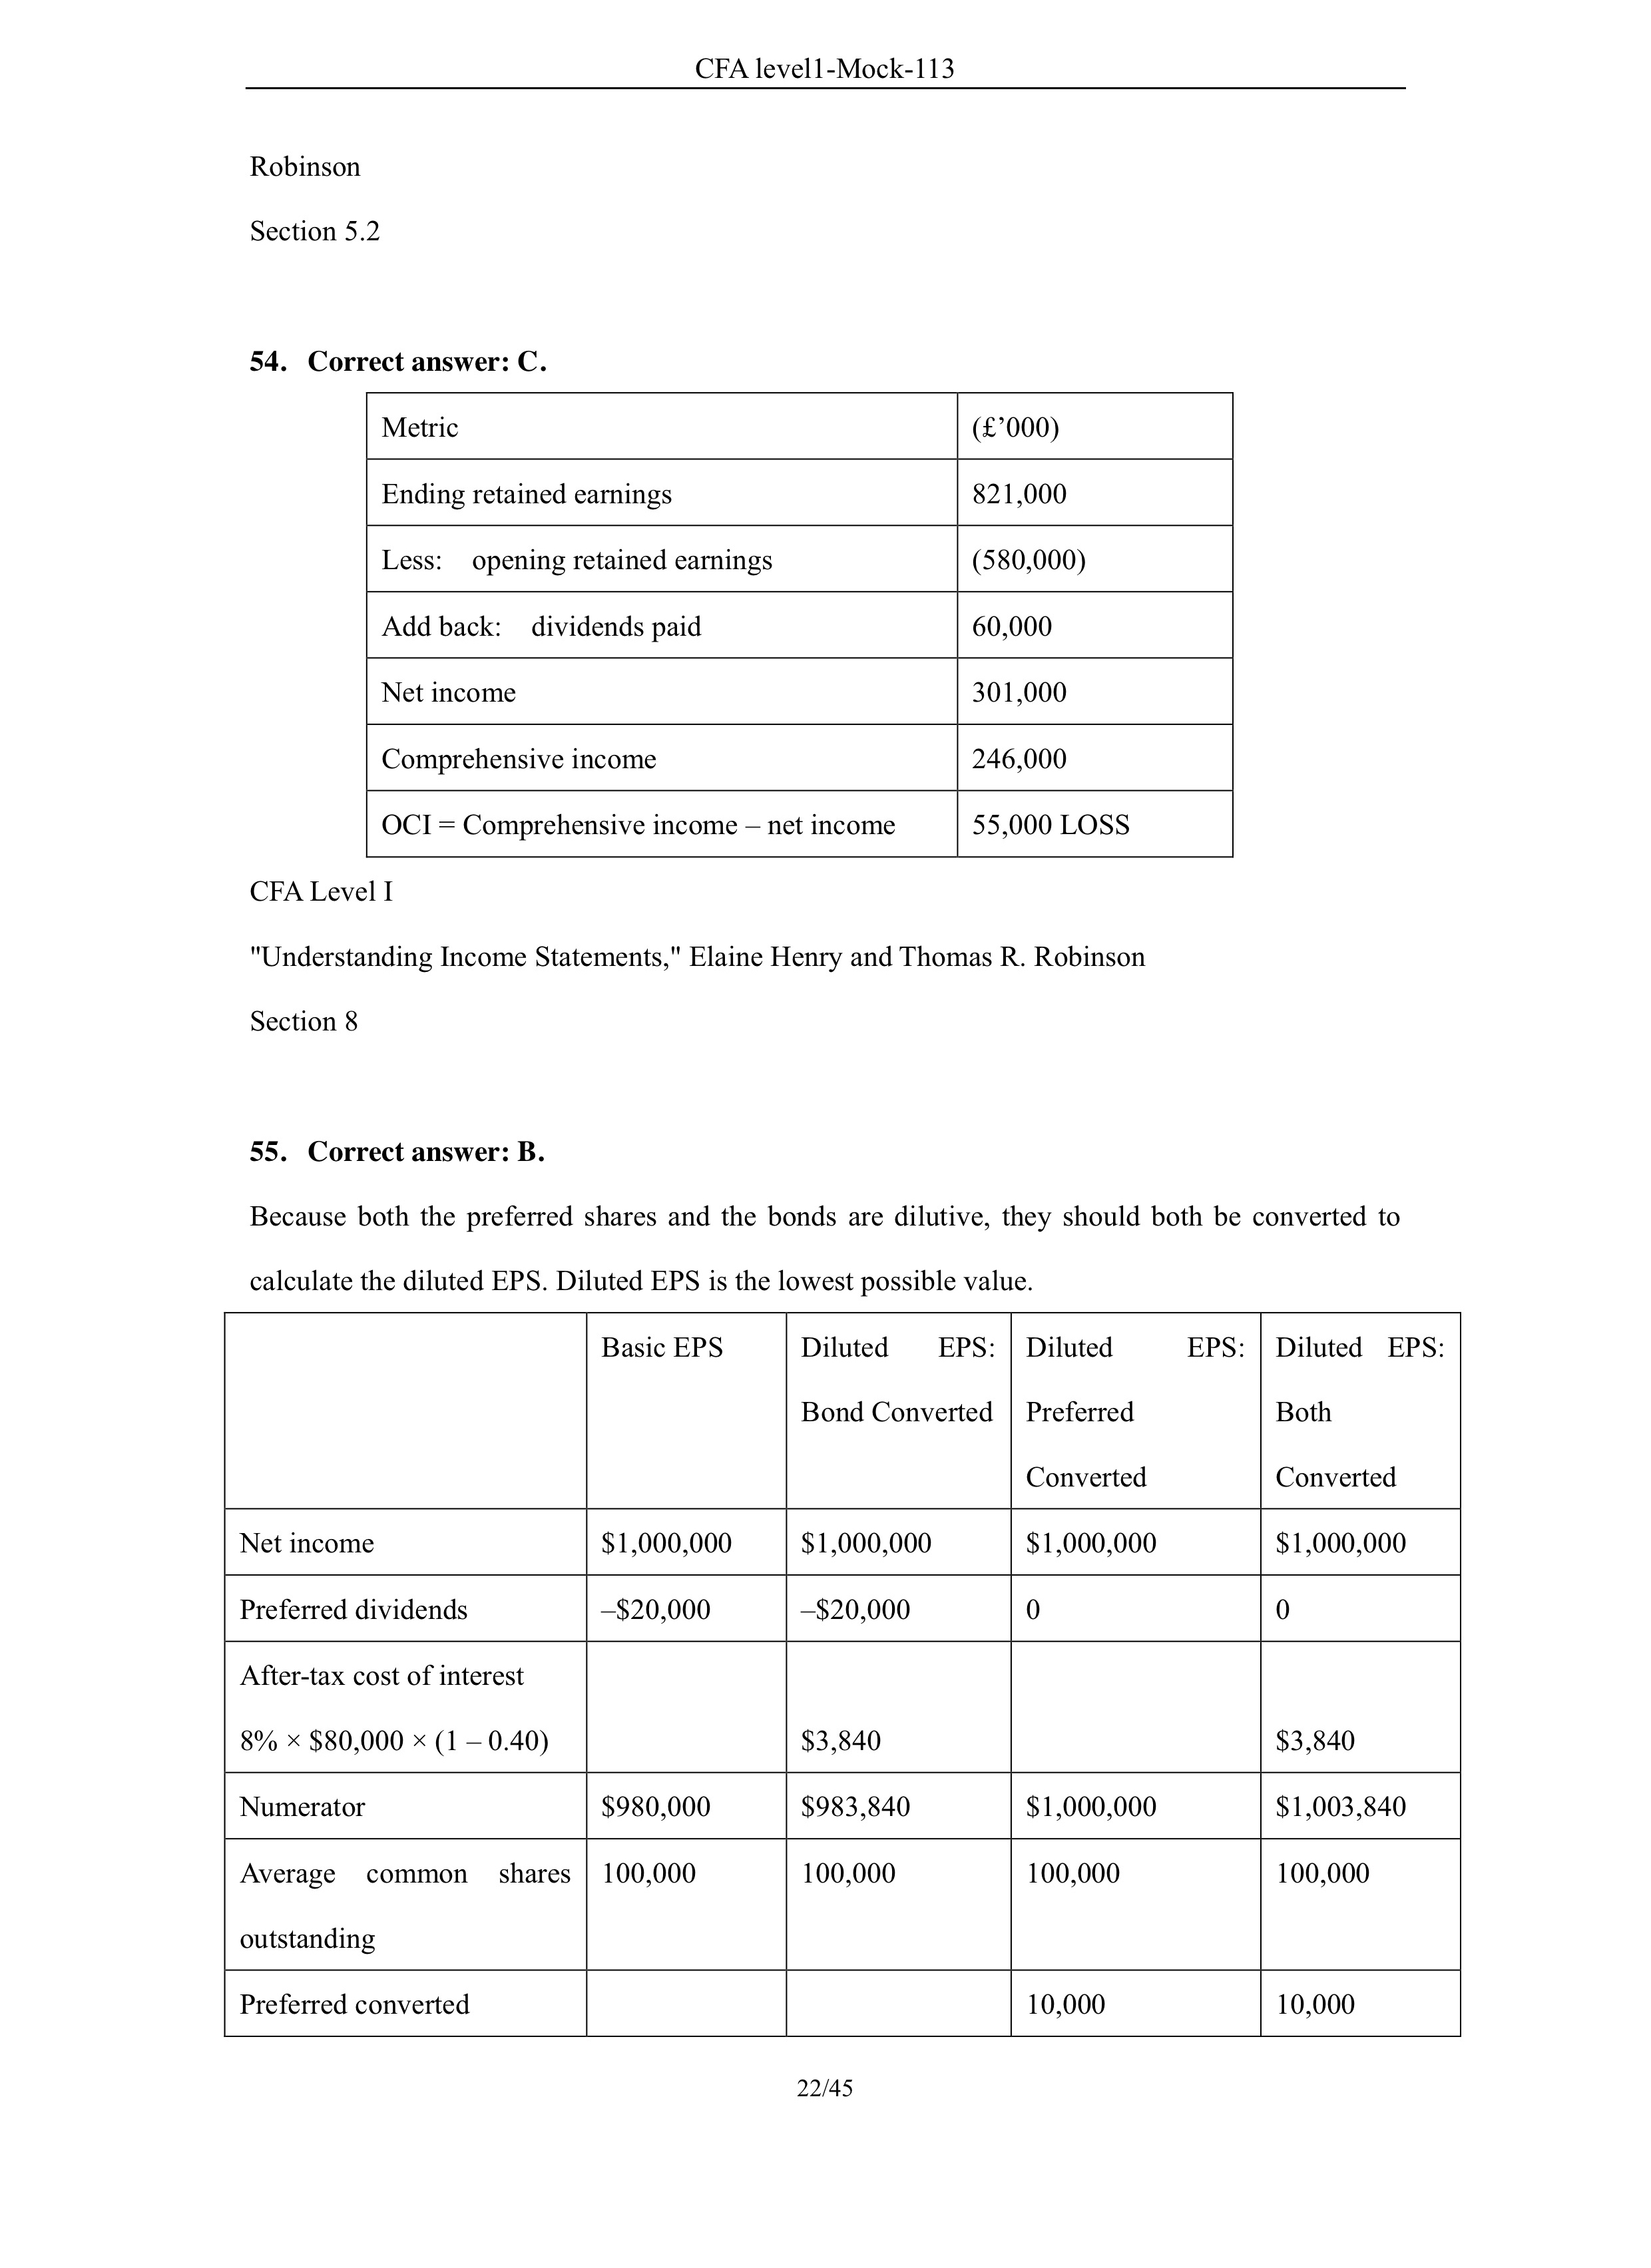 CFA level1-Mock-113
Robinson
Section 5.2
54. Correct answer: C.
Metric (£’000)
Ending retained earnings 821,000
Less: opening retained earnings (580,000)
Add back: dividends paid 60,000
Net income 301,000
Comprehensive income 246,000
OCI = Comprehensive income – net income 55,000 LOSS
CFA Level I
"Understanding Income Statements," Elaine Henry and Thomas R. Robinson
Section 8
55. Correct answer: B.
Because both the preferred shares and the bonds are dilutive, they should both be converted to
calculate the diluted EPS. Diluted EPS is the lowest possible value.
Basic EPS Diluted EPS: Diluted EPS: Diluted EPS:
Bond Converted Preferred Both
Converted Converted
Net income $1,000,000 $1,000,000 $1,000,000 $1,000,000
Preferred dividends –$20,000 –$20,000 0 0
After-tax cost of interest
8% × $80,000 × (1 – 0.40) $3,840 $3,840
Numerator $980,000 $983,840 $1,000,000 $1,003,840
Average common shares 100,000 100,000 100,000 100,000
outstanding
Preferred converted 10,000 10,000
22/45